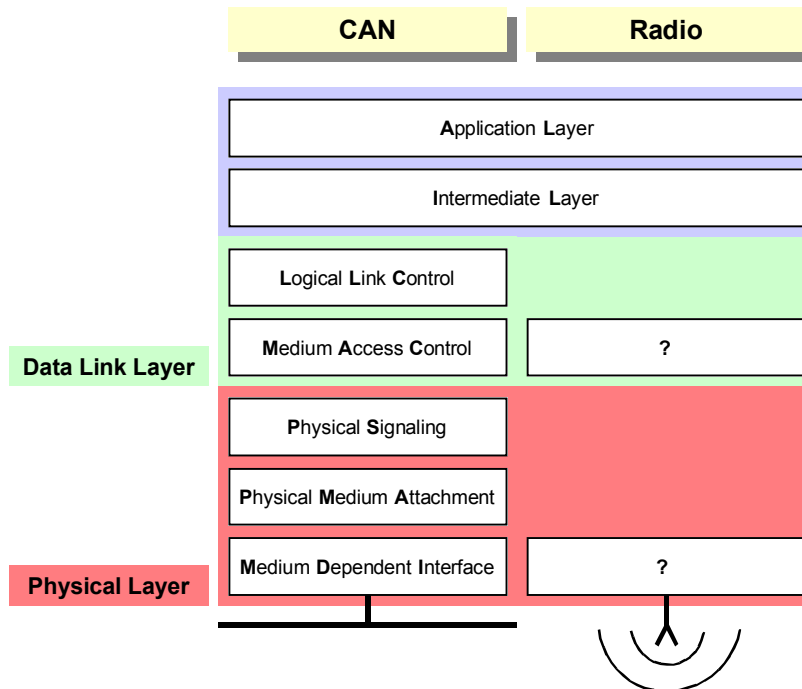 CAN
Radio
Application Layer
Intermediate Layer
Logical Link Control
Medium Access Control
?
Data Link Layer
Physical Signaling
Physical Medium Attachment
Medium Dependent Interface
?
Physical Layer